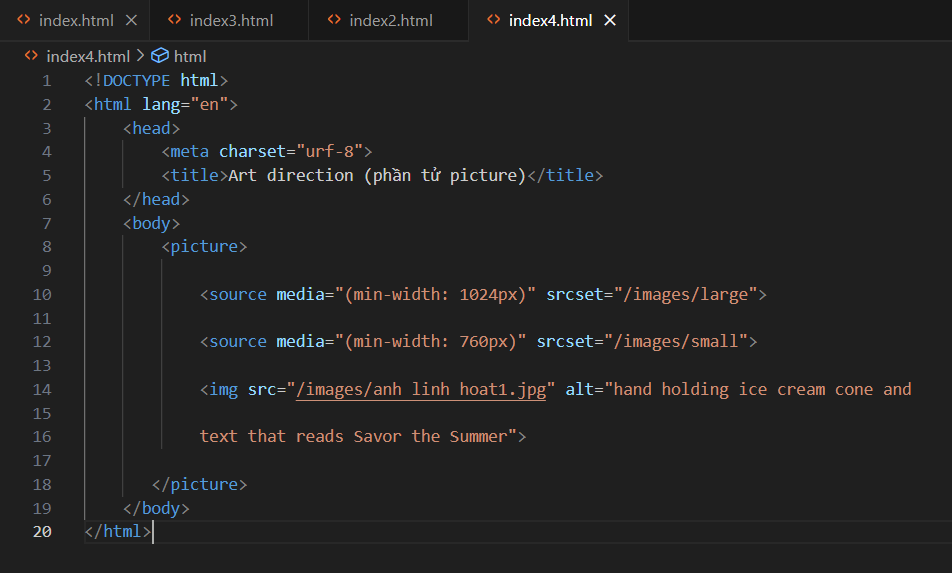 index.html index3.html index2.html index4.html
index4.html > html
1 <!DOCTYPE html>
2 <html lang="en">
3 <head>
4 <meta charset="urf-8">
5 <title>Art direction (phần tử picture)</title>
6 </head>
7 <body>
8 <picture>
9
10 <source media="(min-width: 1024px)" srcset="/images/large">
11
12 <source media="(min-width: 760px)" srcset="/images/small">
13
14 <img src="/images/anh linh hoat1.jpg" alt="hand holding ice cream cone and
15
16 text that reads Savor the Summer">
17
18 </picture>
19 </body>
20 </html>